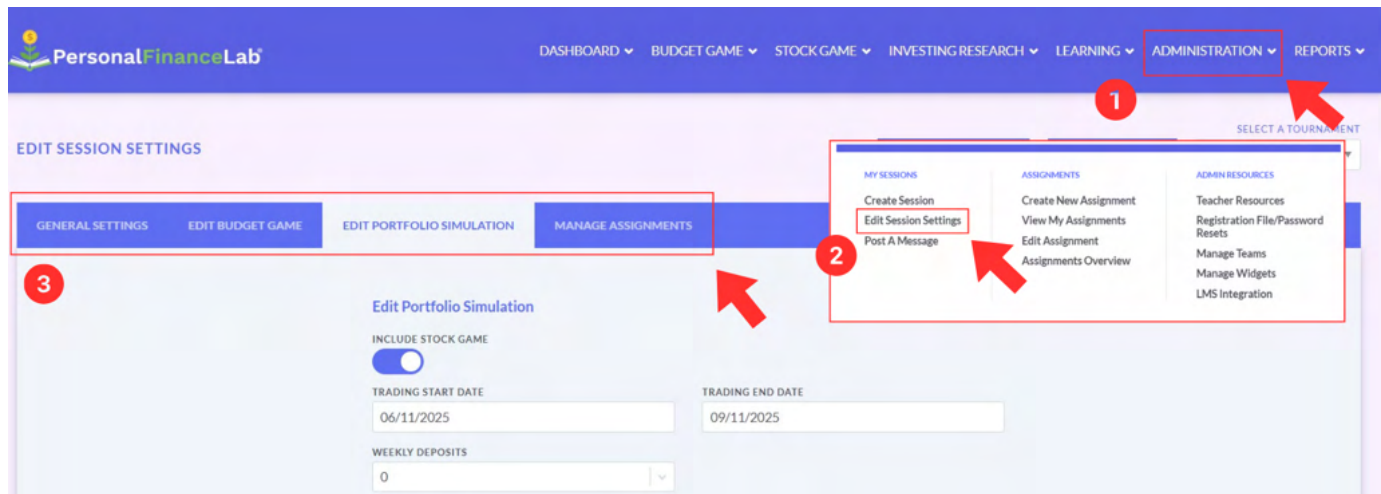 PersonalFinanceLab
DASHBOARD BUDGET GAME STOCK GAME INVESTING RESEARCH LEARNING ADMINISTRATION REPORTS
1
SELECT A TOURNAMENT
EDIT SESSION SETTINGS
MY SESSIONS
Create Session
Edit Session Settings
Post A Message
ASSIGNMENTS
Create New Assignment
View My Assignments
Edit Assignment
Assignments Overview
ADMIN RESOURCES
Teacher Resources
Registration File/Password
Resets
Manage Teams
Manage Widgets
LMS Integration
2
GENERAL SETTINGS EDIT BUDGET GAME EDIT PORTFOLIO SIMULATION MANAGE ASSIGNMENTS
3
Edit Portfolio Simulation
INCLUDE STOCK GAME
TRADING START DATE TRADING END DATE
06/11/2025 09/11/2025
WEEKLY DEPOSITS
0